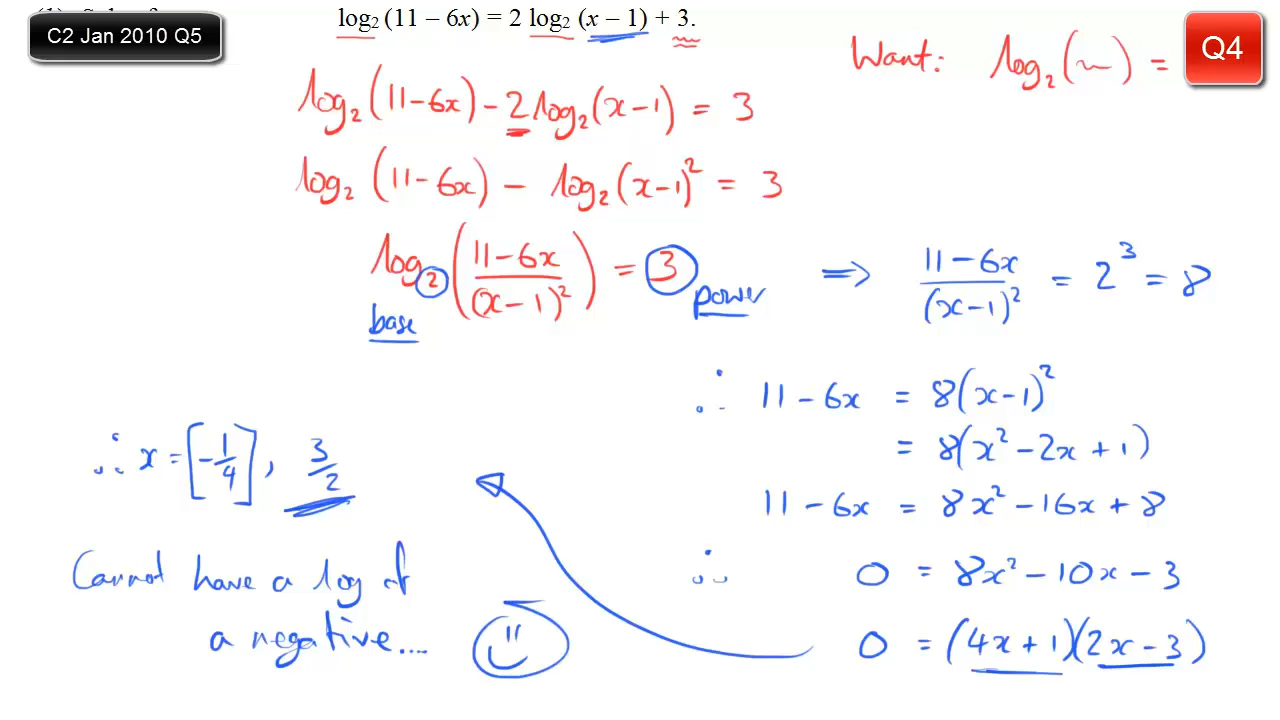 C2 Jan 2010 Q5
log₂ (11 – 6x) = 2 log₂ (x – 1) + 3.
Want: log₂(~) =
Q4
log₂(11-6x) - 2log₂(x-1) = 3
log₂ (11-6x) - log₂(x-1)² = 3
log₂((11-6x)/(x-1)²) = 3
base
power
⇒ (11-6x)/(x-1)² = 2³ = 8
∴ 11-6x = 8(x-1)²
= 8(x²-2x+1)
11-6x = 8x²-16x+8
∴ 0 = 8x²-10x-3
0 = (4x+1)(2x-3)
∴ x = [-1/4], 3/2
Cannot have a log of
a negative....